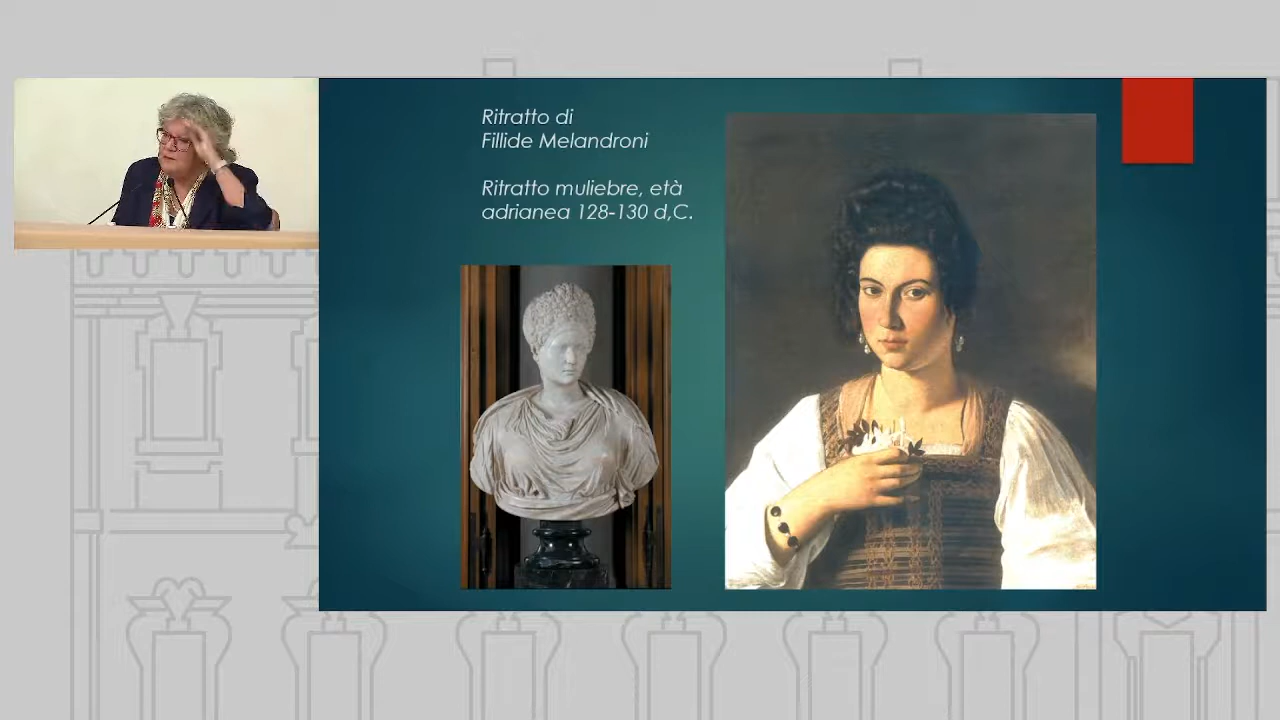 Ritratto di
Fillide Melandroni
Ritratto muliebre, età
adrianea 128-130 d,C.